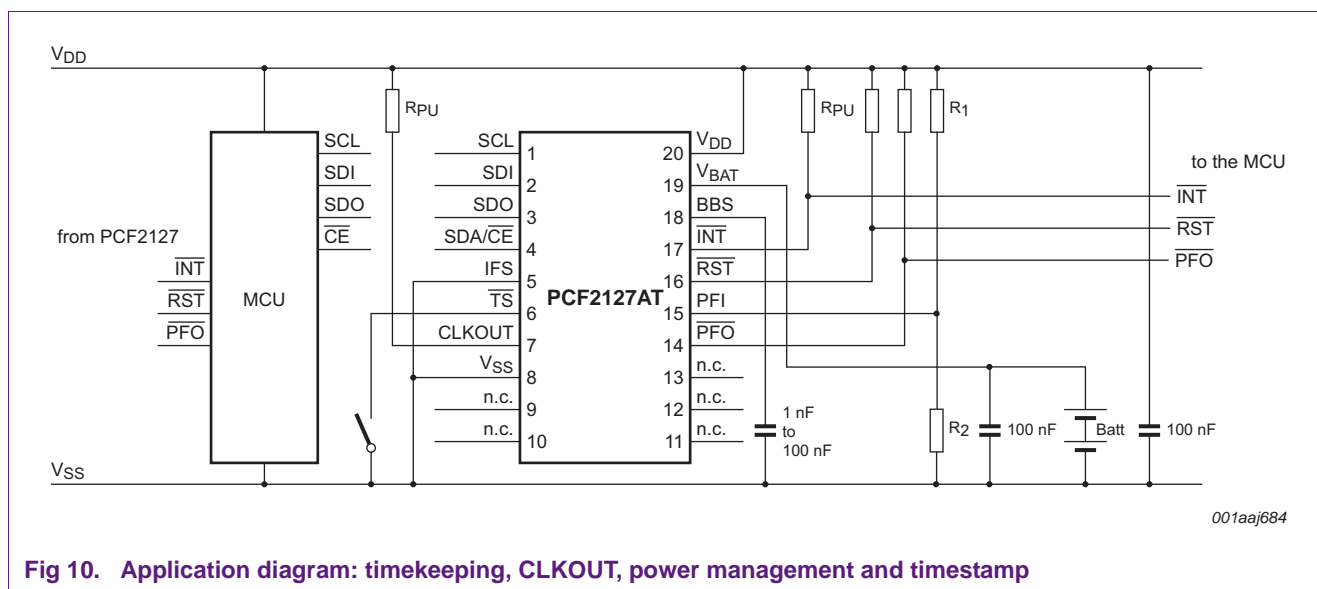 VDD
RPU
RPU
R1
SCL
SDI
SDO
CE
from PCF2127
INT
RST
PFO
MCU
SCL 1
SDI 2
SDO 3
SDA/CE 4
IFS 5
TS 6
CLKOUT 7
VSS 8
n.c. 9
n.c. 10
PCF2127AT
20 VDD
19 VBAT
18 BBS
17 INT
16 RST
15 PFI
14 PFO
13 n.c.
12 n.c.
11 n.c.
to the MCU
INT
RST
PFO
1 nF
to
100 nF
R2
100 nF
Batt
100 nF
VSS
001aaj684
Fig 10. Application diagram: timekeeping, CLKOUT, power management and timestamp